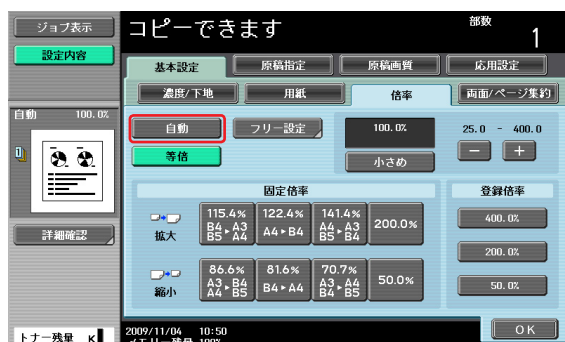 ジョブ表示
コピーできます
部数
1
設定内容
基本設定 原稿指定 原稿画質 応用設定
濃度/下地 用紙 倍率 両面/ページ集約
自動 100.0%
自動 フリー設定 100.0% 25.0 - 400.0
等倍 小さめ - +
固定倍率 登録倍率
拡大
115.4% B4▸A3 B5▸A4
122.4% A4▸B4
141.4% A4▸A3 B5▸B4
200.0%
400.0%
200.0%
詳細確認
縮小
86.6% A3▸B4 A4▸B5
81.6% B4▸A4
70.7% A3▸A4 B4▸B5
50.0%
50.0%
トナー残量 K
2009/11/04 10:50
メモリー残量 100%
OK